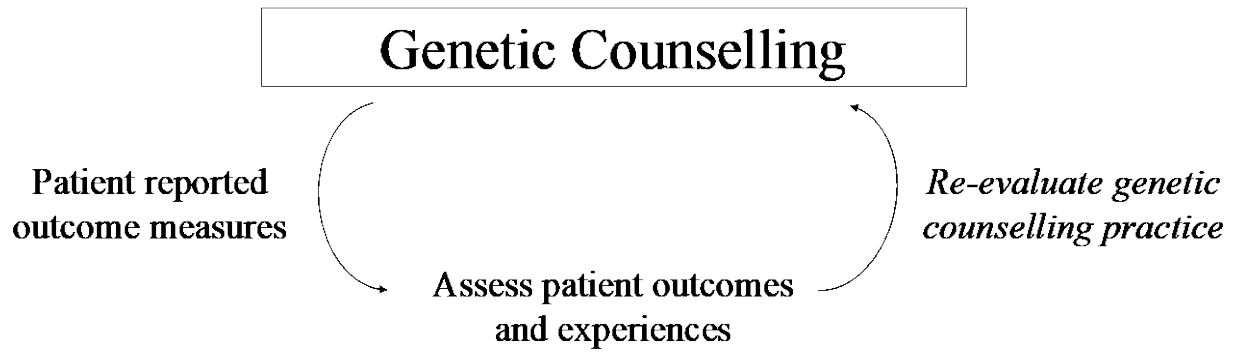 Genetic Counselling
Patient reported
outcome measures
Re-evaluate genetic
counselling practice
Assess patient outcomes
and experiences